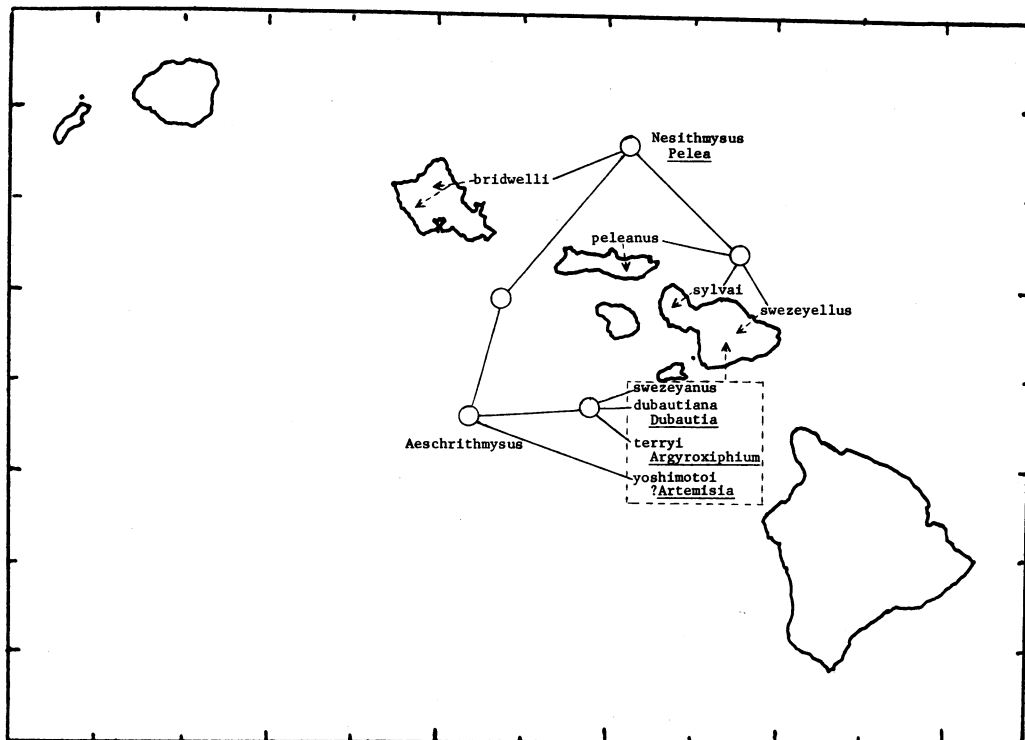 Nesithmysus
Pelea
bridwelli
peleanus
sylvai
swezeyellus
swezeyanus
dubautiana
Dubautia
Aeschrithmysus
terryi
Argyroxiphium
yoshimotoi
?Artemisia